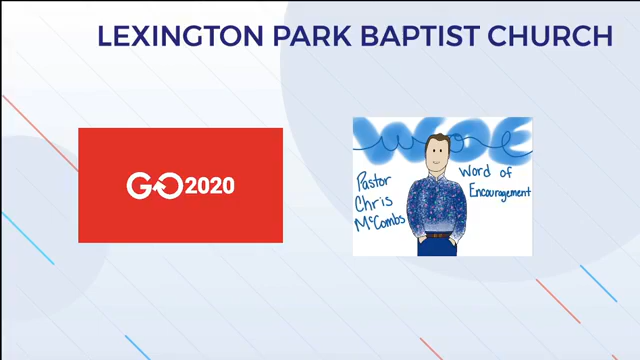 LEXINGTON PARK BAPTIST CHURCH
GO2020
WOE
Pastor
Chris
McCombs
Word of
Encouragement